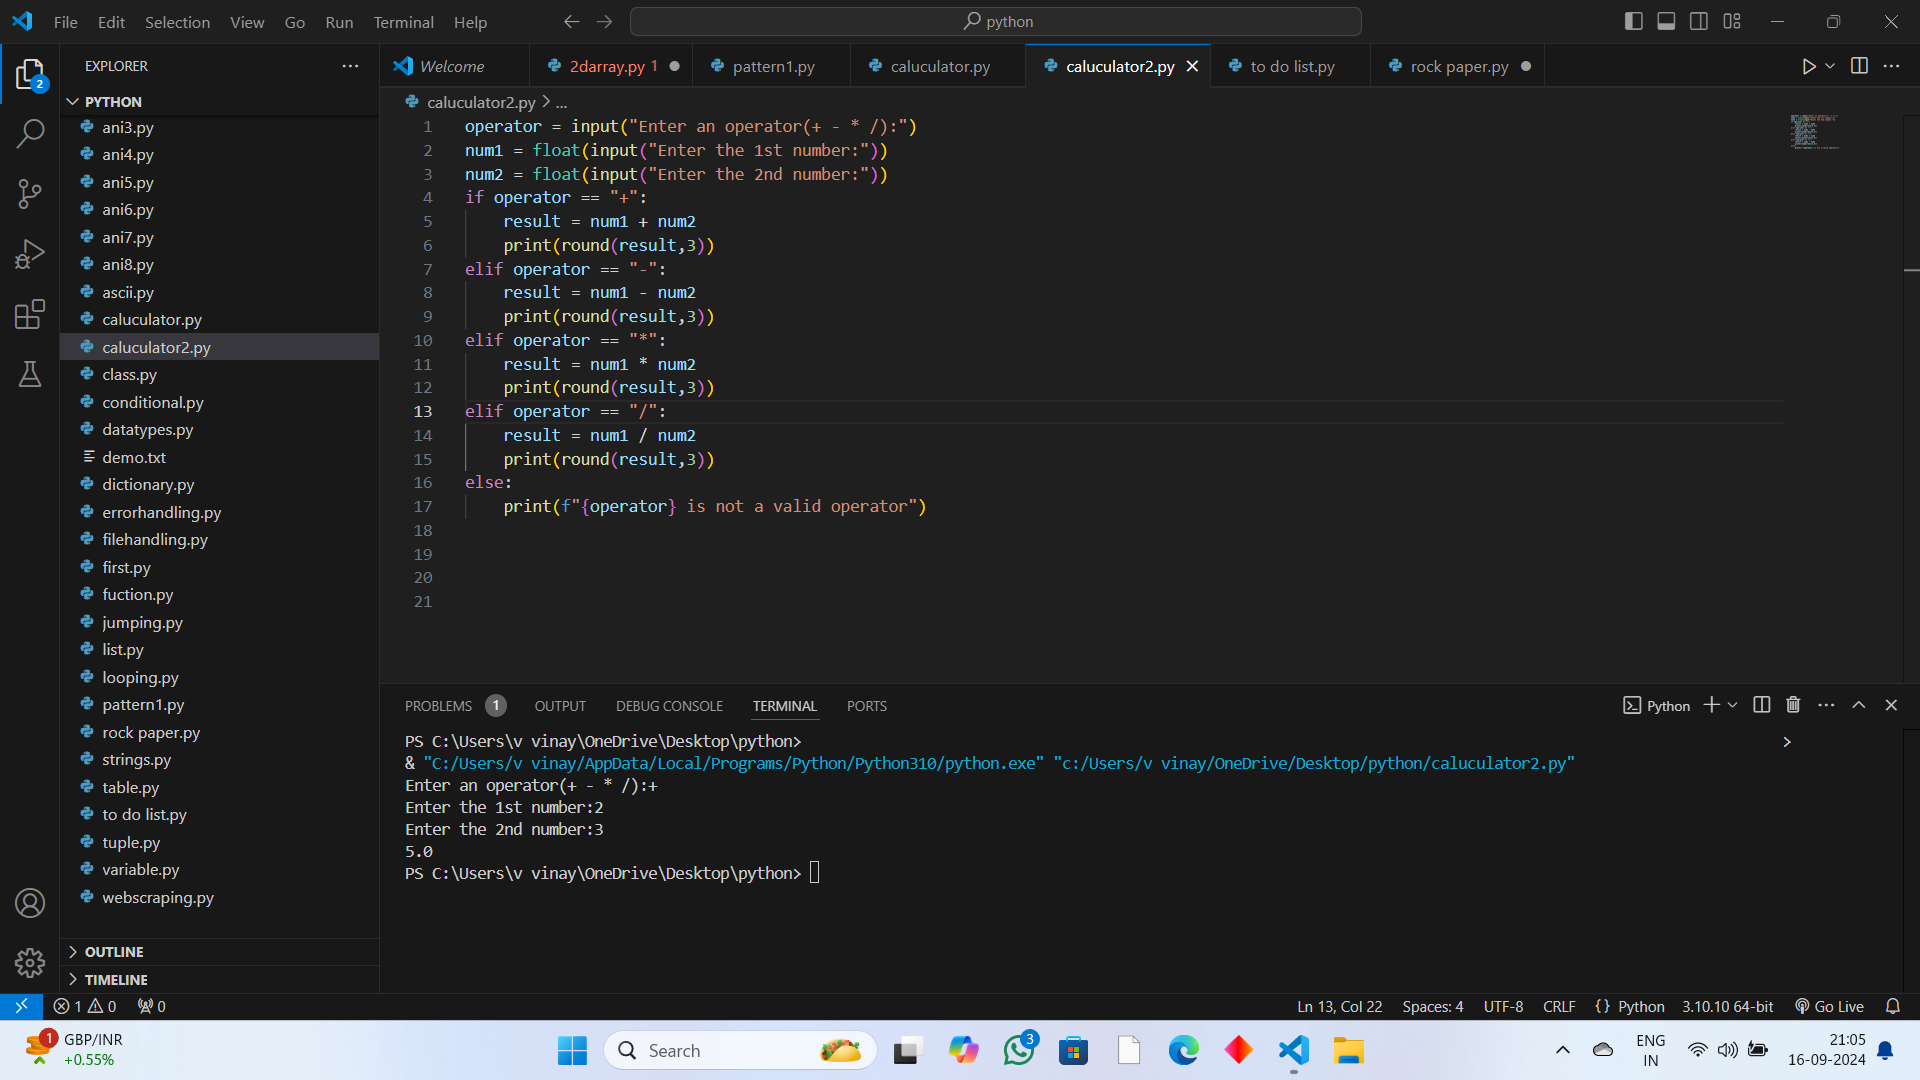 File Edit Selection View Go Run Terminal Help
python
EXPLORER
Welcome
2darray.py 1
pattern1.py
caluculator.py
caluculator2.py
to do list.py
rock paper.py
2
PYTHON
ani3.py
ani4.py
ani5.py
ani6.py
ani7.py
ani8.py
ascii.py
caluculator.py
caluculator2.py
class.py
conditional.py
datatypes.py
demo.txt
dictionary.py
errorhandling.py
filehandling.py
first.py
fuction.py
jumping.py
list.py
looping.py
pattern1.py
rock paper.py
strings.py
table.py
to do list.py
tuple.py
variable.py
webscraping.py
OUTLINE
TIMELINE
caluculator2.py > ...
1 operator = input("Enter an operator(+ - * /):")
2 num1 = float(input("Enter the 1st number:"))
3 num2 = float(input("Enter the 2nd number:"))
4 if operator == "+":
5     result = num1 + num2
6     print(round(result,3))
7 elif operator == "-":
8     result = num1 - num2
9     print(round(result,3))
10 elif operator == "*":
11     result = num1 * num2
12     print(round(result,3))
13 elif operator == "/":
14     result = num1 / num2
15     print(round(result,3))
16 else:
17     print(f"{operator} is not a valid operator")
18
19
20
21
PROBLEMS 1 OUTPUT DEBUG CONSOLE TERMINAL PORTS
Python
PS C:\Users\v vinay\OneDrive\Desktop\python>
& "C:/Users/v vinay/AppData/Local/Programs/Python/Python310/python.exe" "c:/Users/v vinay/OneDrive/Desktop/python/caluculator2.py"
Enter an operator(+ - * /):+
Enter the 1st number:2
Enter the 2nd number:3
5.0
PS C:\Users\v vinay\OneDrive\Desktop\python>
1 0 0
Ln 13, Col 22 Spaces: 4 UTF-8 CRLF {} Python 3.10.10 64-bit Go Live
1
GBP/INR
+0.55%
Search
3
ENG
IN
21:05
16-09-2024